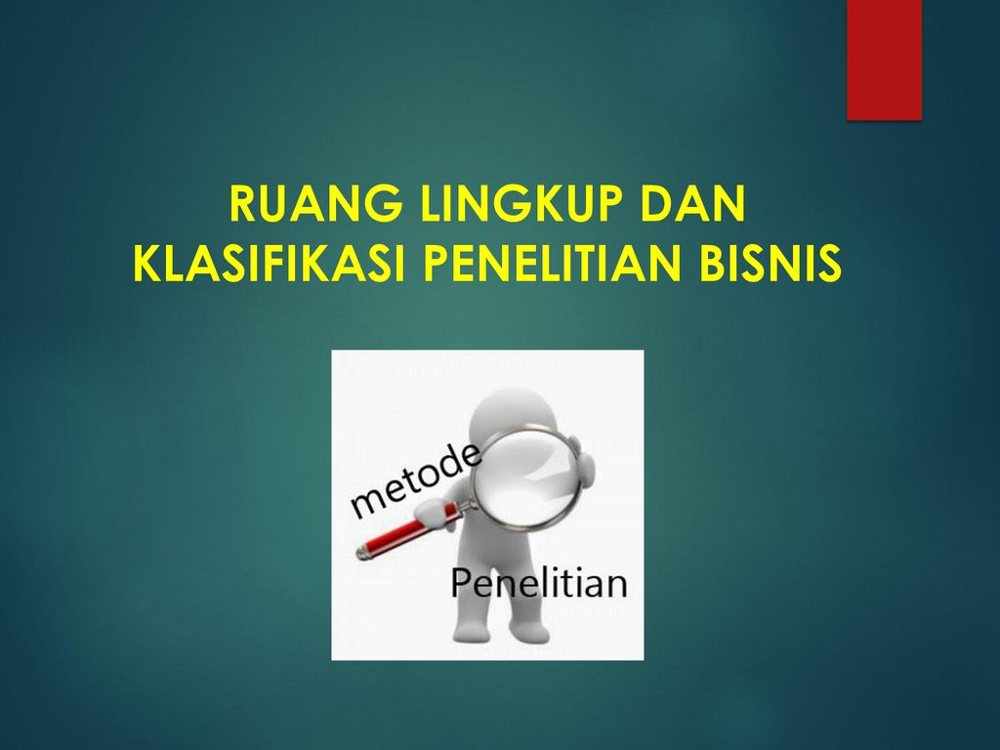 RUANG LINGKUP DAN
KLASIFIKASI PENELITIAN BISNIS
metode
Penelitian